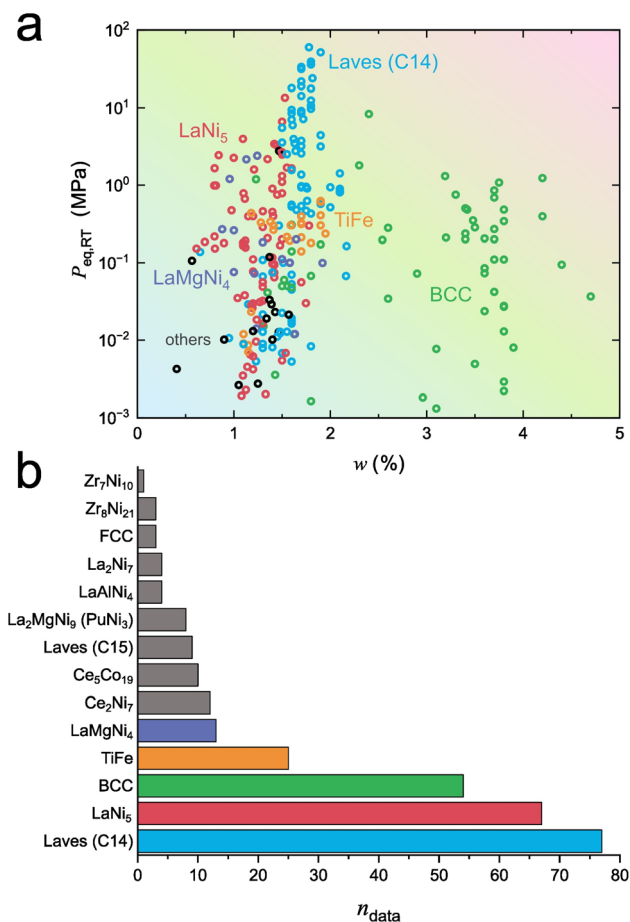 a
10²
10¹
10⁰
10⁻¹
10⁻²
10⁻³
P_eq,RT (MPa)
Laves (C14)
LaNi₅
TiFe
LaMgNi₄
BCC
others
0 1 2 3 4 5
w (%)
b
Zr₇Ni₁₀
Zr₈Ni₂₁
FCC
La₂Ni₇
LaAlNi₄
La₂MgNi₉ (PuNi₃)
Laves (C15)
Ce₅Co₁₉
Ce₂Ni₇
LaMgNi₄
TiFe
BCC
LaNi₅
Laves (C14)
0 10 20 30 40 50 60 70 80
n_data